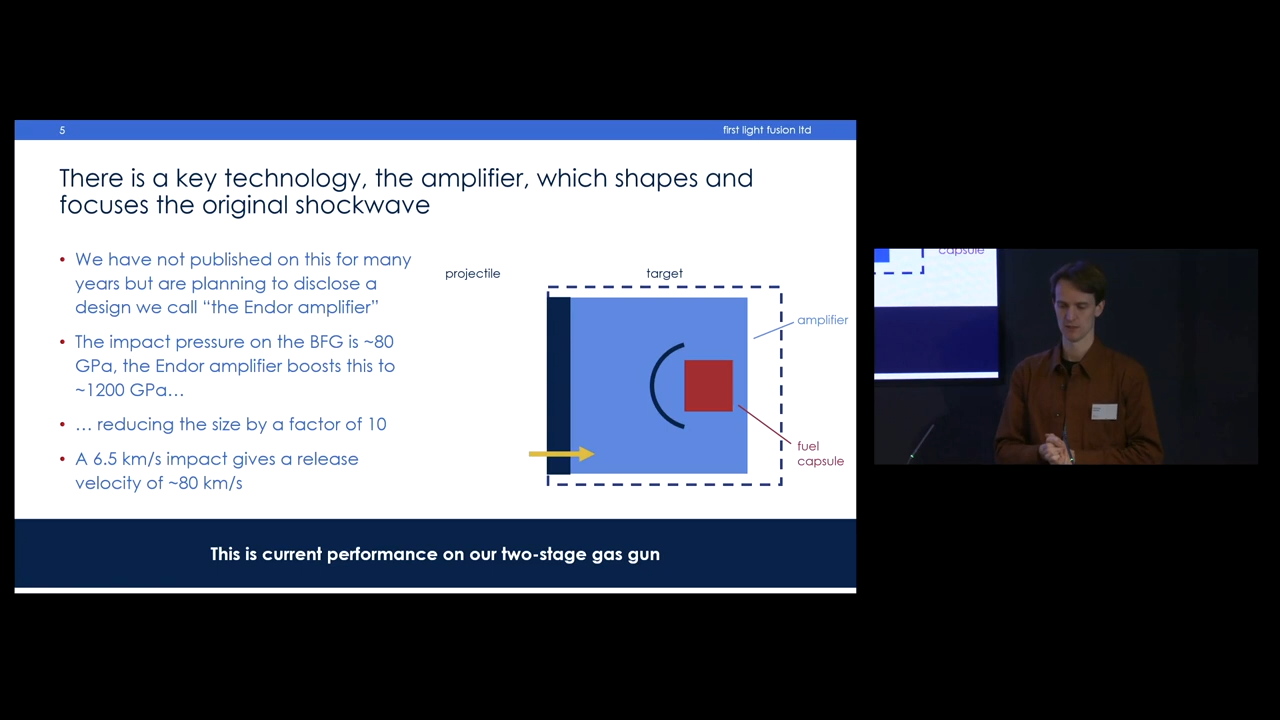 5
first light fusion ltd
There is a key technology, the amplifier, which shapes and
focuses the original shockwave
• We have not published on this for many
years but are planning to disclose a
design we call “the Endor amplifier”
• The impact pressure on the BFG is ~80
GPa, the Endor amplifier boosts this to
~1200 GPa…
• … reducing the size by a factor of 10
• A 6.5 km/s impact gives a release
velocity of ~80 km/s
projectile
target
amplifier
fuel
capsule
This is current performance on our two-stage gas gun
capsule